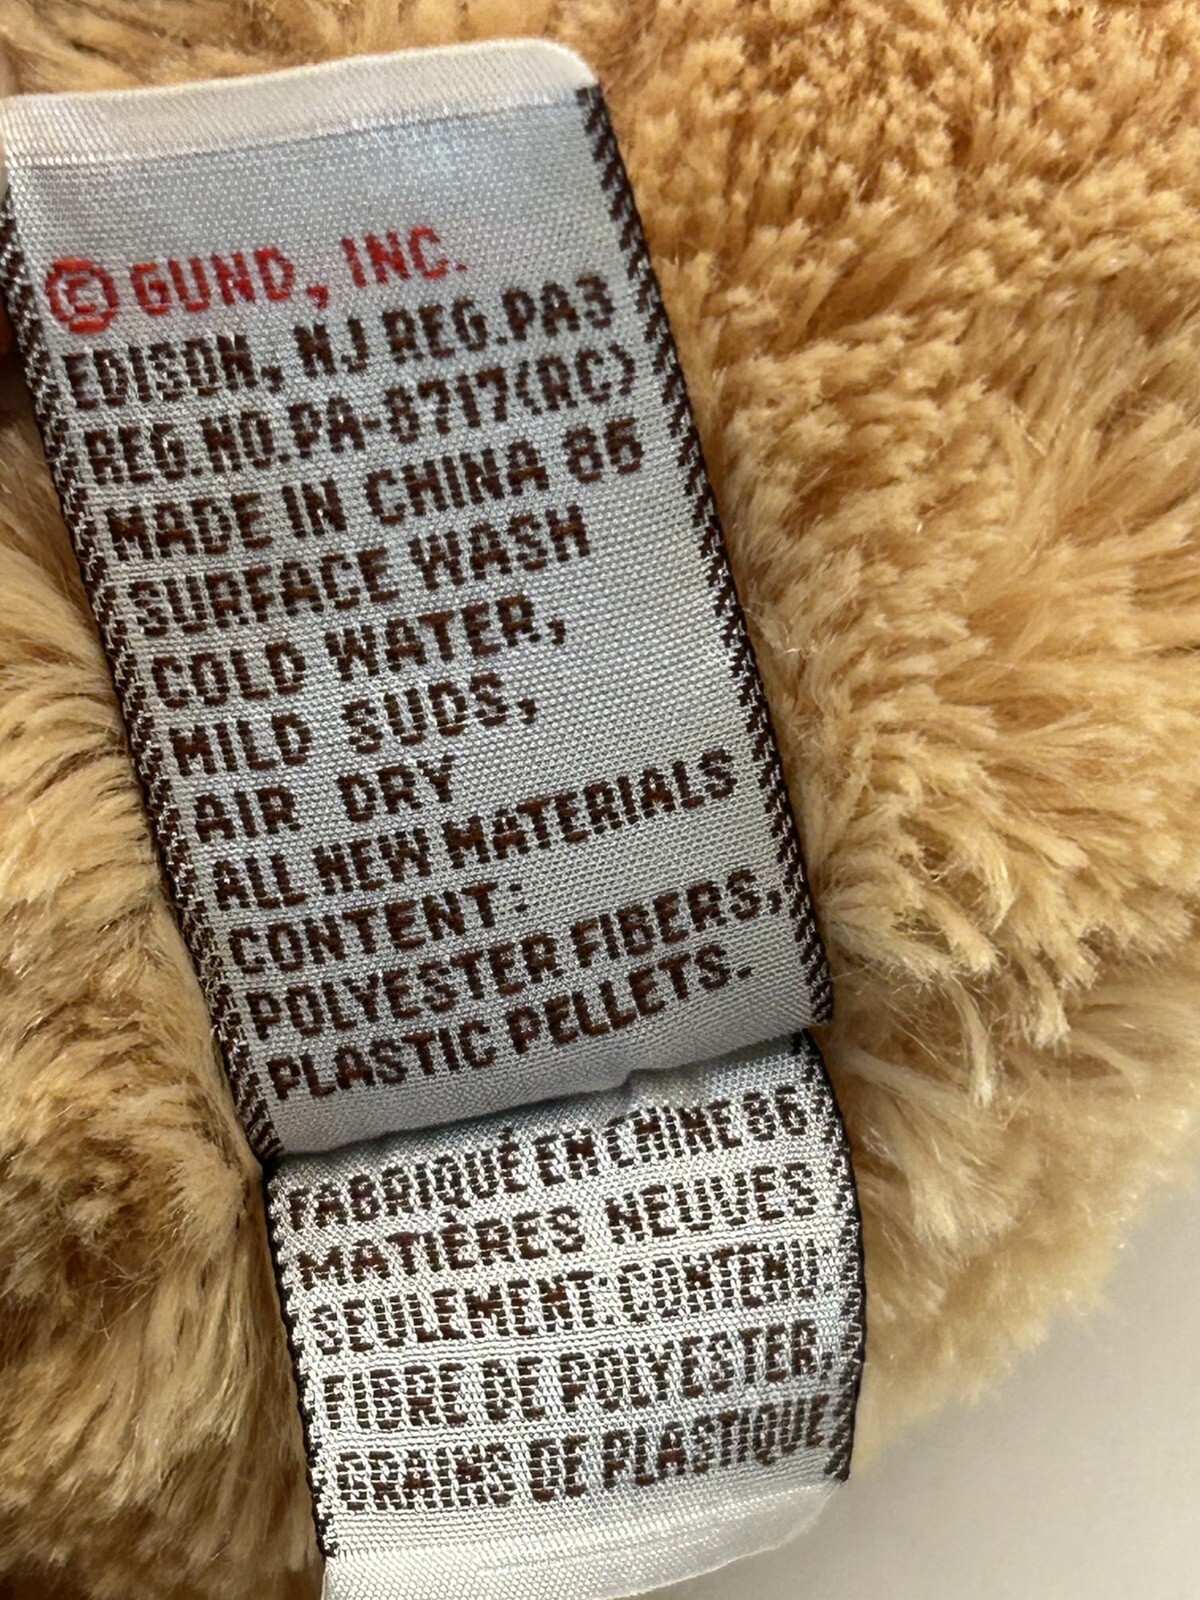 © GUND, INC.
EDISON, NJ REG.PA3
REG.NO.PA-8717(RC)
MADE IN CHINA 86
SURFACE WASH
COLD WATER,
MILD SUDS,
AIR DRY
ALL NEW MATERIALS
CONTENT:
POLYESTER FIBERS,
PLASTIC PELLETS.
FABRIQUÉ EN CHINE 86
MATIÈRES NEUVES
SEULEMENT:CONTENU:
FIBRE DE POLYESTER,
GRAINS DE PLASTIQUE